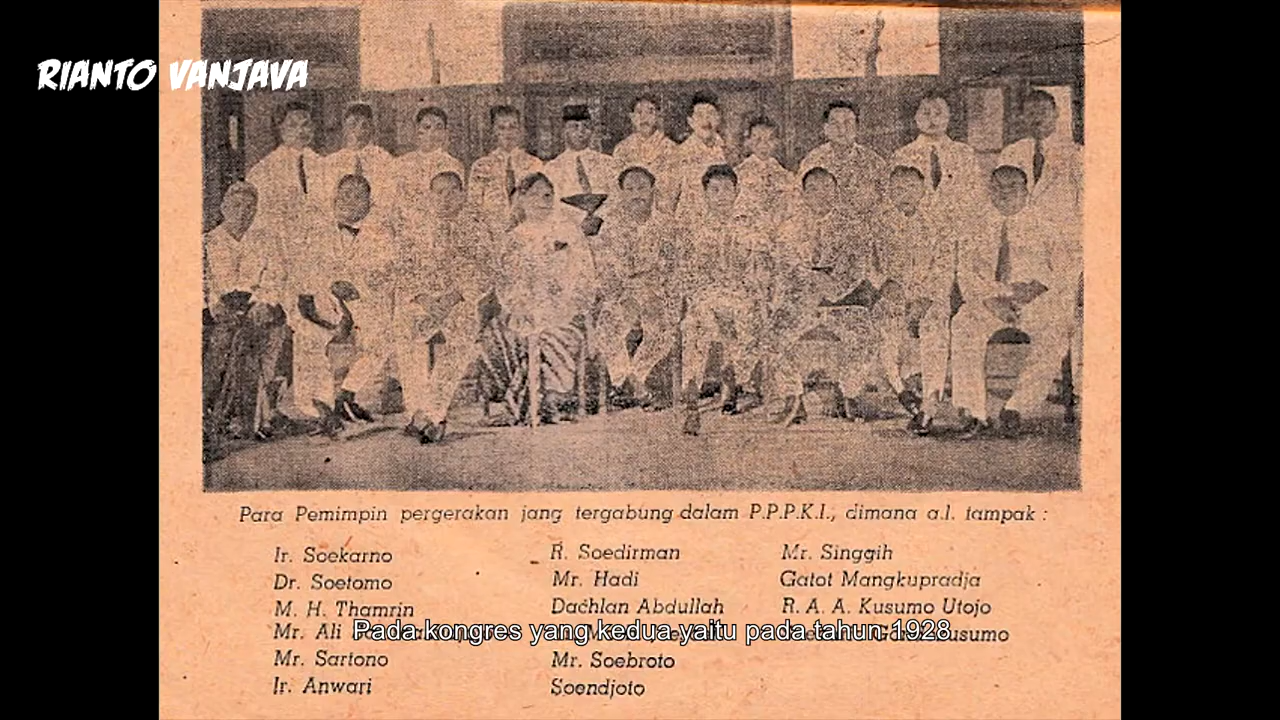 RIANTO VANJAVA
Para Pemimpin pergerakan jang tergabung dalam P.P.P.K.I., dimana a.l. tampak :
Ir. Soekarno
Dr. Soetomo
M. H. Thamrin
Mr. Ali
Mr. Sartono
Ir. Anwari
R. Soedirman
Mr. Hadi
Dachlan Abdullah
Mr. Soebroto
Soendjoto
Mr. Singgih
Gatot Mangkupradja
R. A. A. Kusumo Utojo
Pada kongres yang kedua yaitu pada tahun 1928